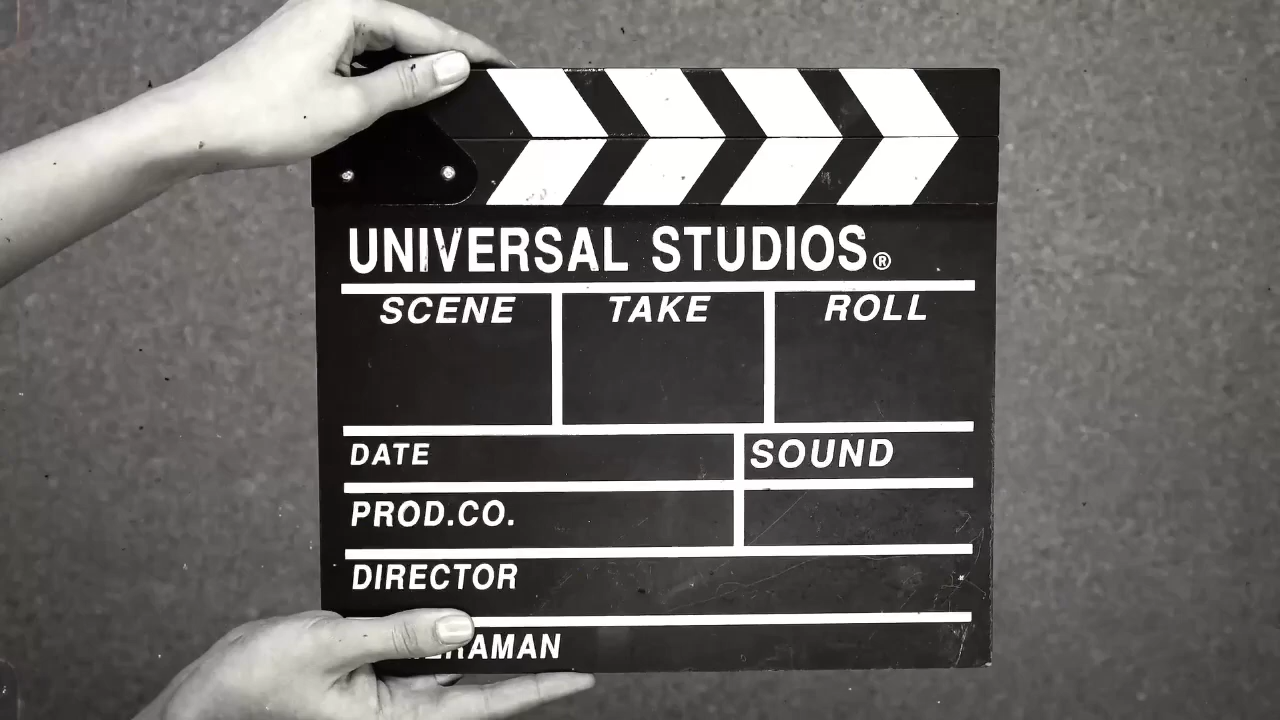 UNIVERSAL STUDIOS®
SCENE TAKE ROLL
DATE SOUND
PROD.CO.
DIRECTOR